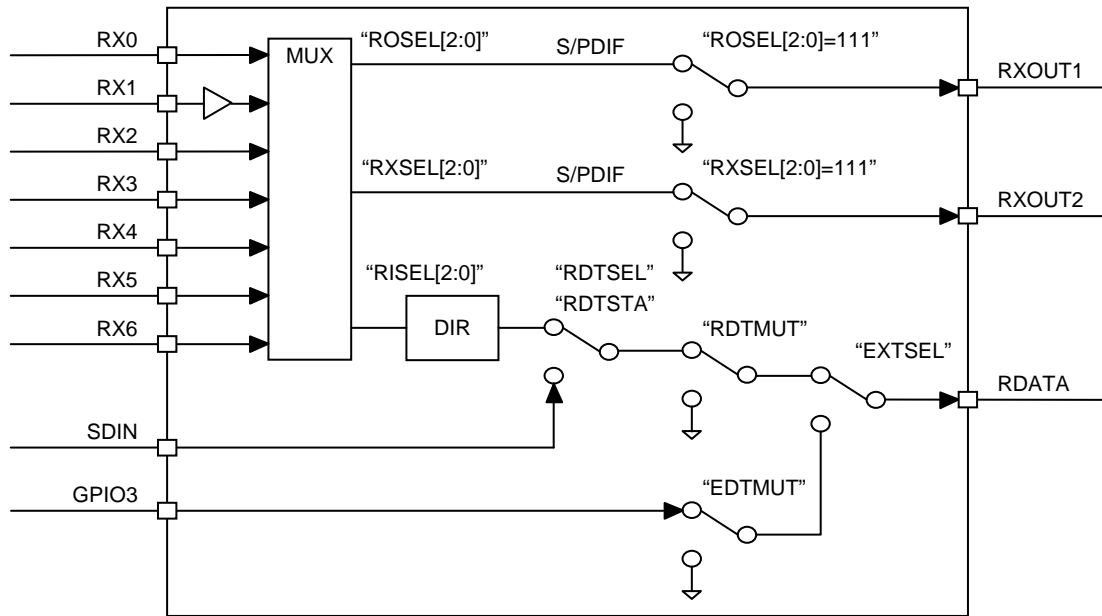 RX0
RX1
RX2
RX3
RX4
RX5
RX6
SDIN
GPIO3
MUX
“ROSEL[2:0]”
S/PDIF
“ROSEL[2:0]=111”
RXOUT1
“RXSEL[2:0]”
S/PDIF
“RXSEL[2:0]=111”
RXOUT2
“RISEL[2:0]”
DIR
“RDTSEL”
“RDTSTA”
“RDTMUT”
“EXTSEL”
RDATA
“EDTMUT”